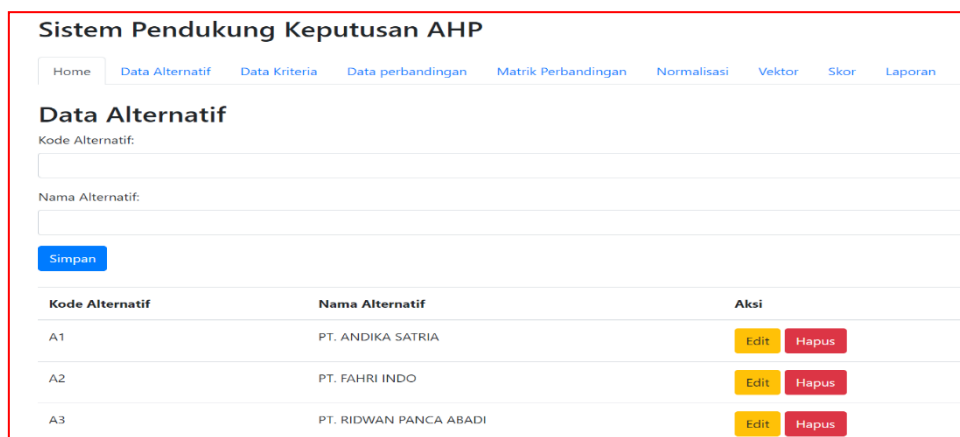 Sistem Pendukung Keputusan AHP
Home Data Alternatif Data Kriteria Data perbandingan Matrik Perbandingan Normalisasi Vektor Skor Laporan
Data Alternatif
Kode Alternatif:
Nama Alternatif:
Simpan
Kode Alternatif Nama Alternatif Aksi
A1 PT. ANDIKA SATRIA Edit Hapus
A2 PT. FAHRI INDO Edit Hapus
A3 PT. RIDWAN PANCA ABADI Edit Hapus